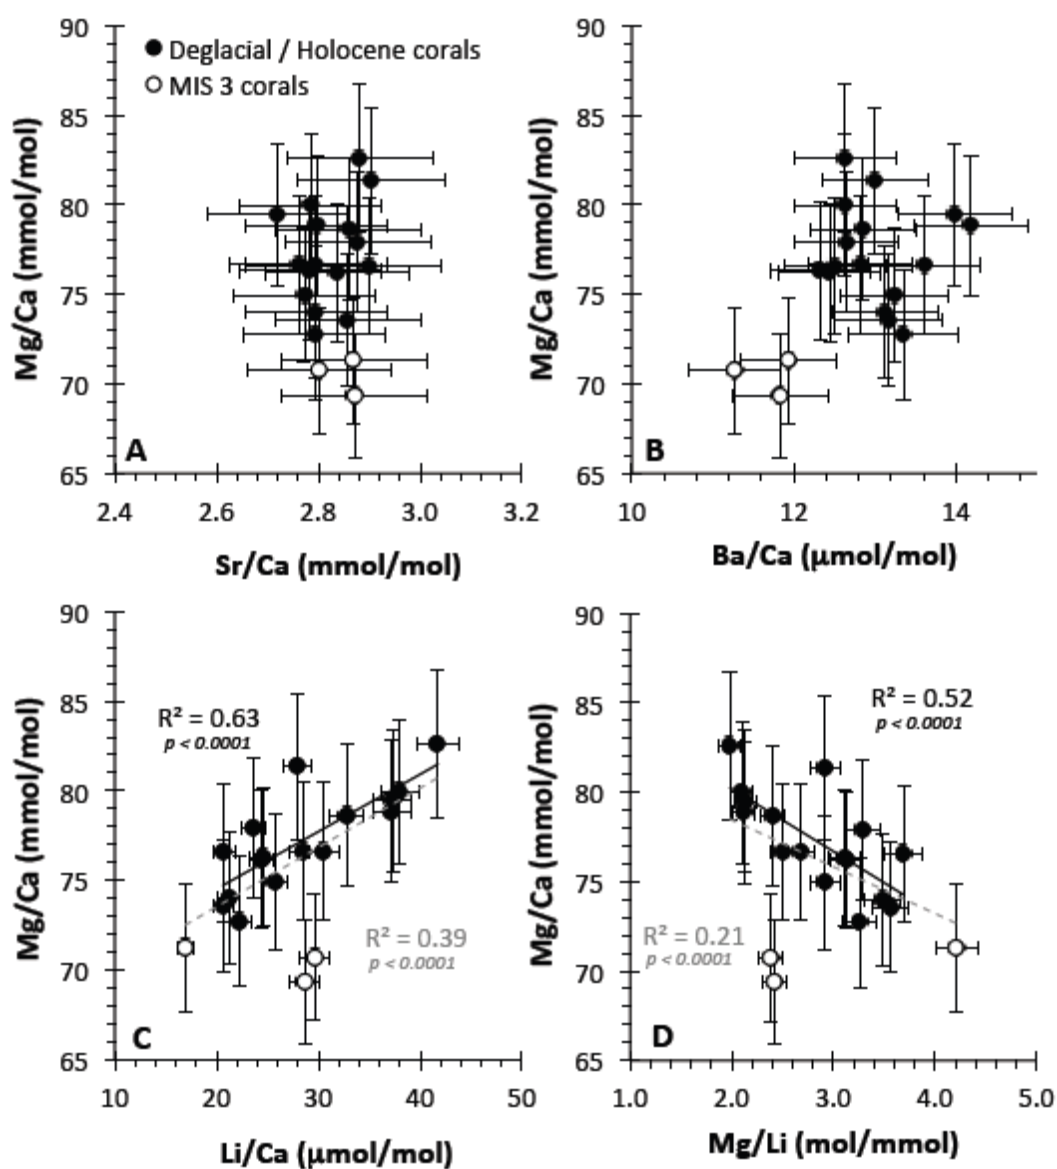 90
85
80
75
70
65
Mg/Ca (mmol/mol)
● Deglacial / Holocene corals
○ MIS 3 corals
A
2.4 2.6 2.8 3.0 3.2
Sr/Ca (mmol/mol)
90
85
80
75
70
65
Mg/Ca (mmol/mol)
B
10 12 14
Ba/Ca (μmol/mol)
90
85
80
75
70
65
Mg/Ca (mmol/mol)
R² = 0.63
p < 0.0001
R² = 0.39
p < 0.0001
C
10 20 30 40 50
Li/Ca (μmol/mol)
90
85
80
75
70
65
Mg/Ca (mmol/mol)
R² = 0.52
p < 0.0001
R² = 0.21
p < 0.0001
D
1.0 2.0 3.0 4.0 5.0
Mg/Li (mol/mmol)